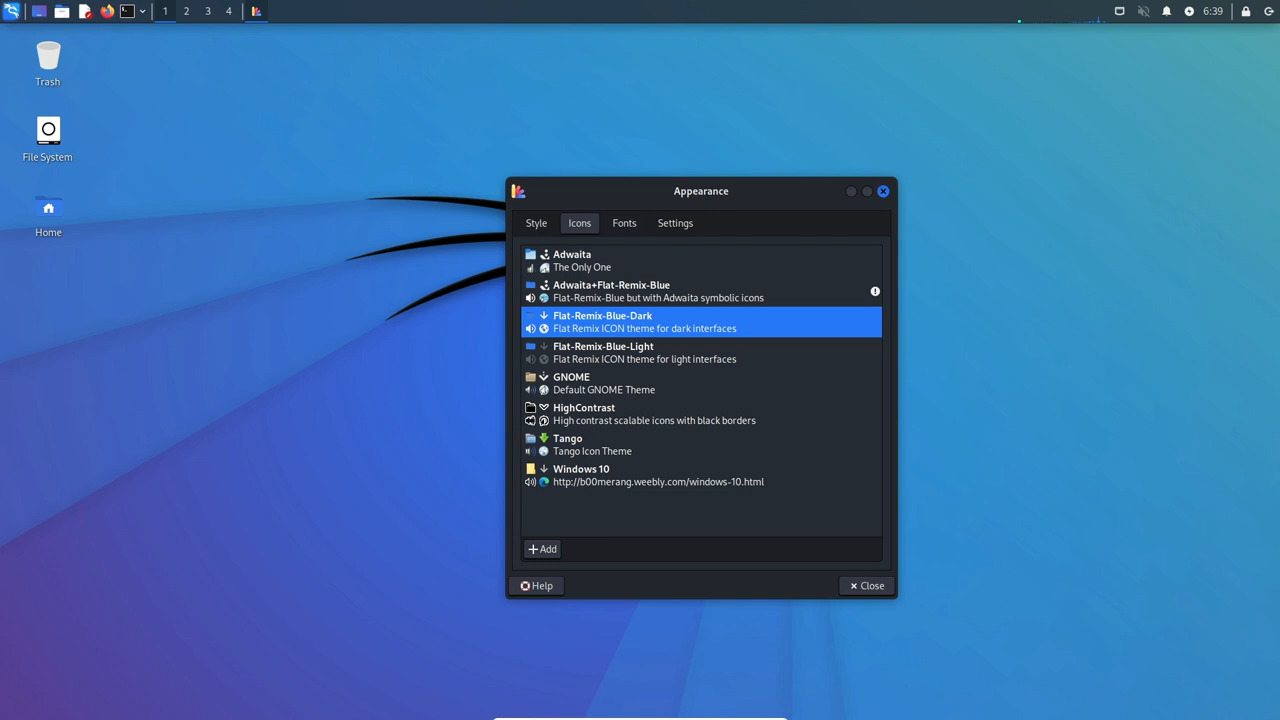 1 2 3 4
6:39
Trash
File System
Home
Appearance
Style Icons Fonts Settings
Adwaita
The Only One
Adwaita+Flat-Remix-Blue
Flat-Remix-Blue but with Adwaita symbolic icons
Flat-Remix-Blue-Dark
Flat Remix ICON theme for dark interfaces
Flat-Remix-Blue-Light
Flat Remix ICON theme for light interfaces
GNOME
Default GNOME Theme
HighContrast
High contrast scalable icons with black borders
Tango
Tango Icon Theme
Windows 10
http://b00merang.weebly.com/windows-10.html
Add
Help
Close